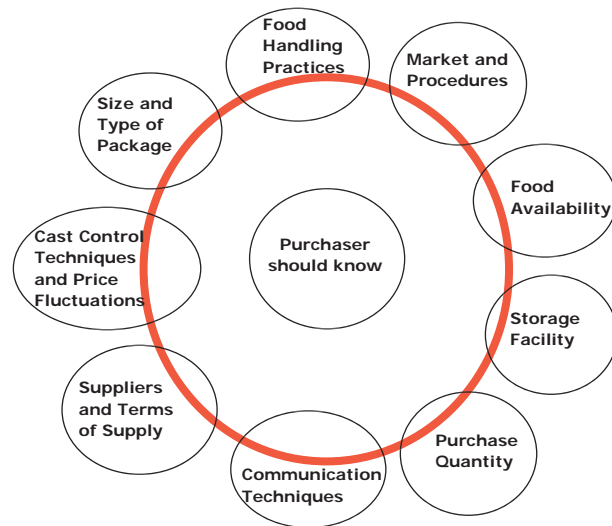 Food
Handling
Practices
Market and
Procedures
Food
Availability
Storage
Facility
Purchase
Quantity
Communication
Techniques
Suppliers
and Terms
of Supply
Cast Control
Techniques
and Price
Fluctuations
Size and
Type of
Package
Purchaser
should know